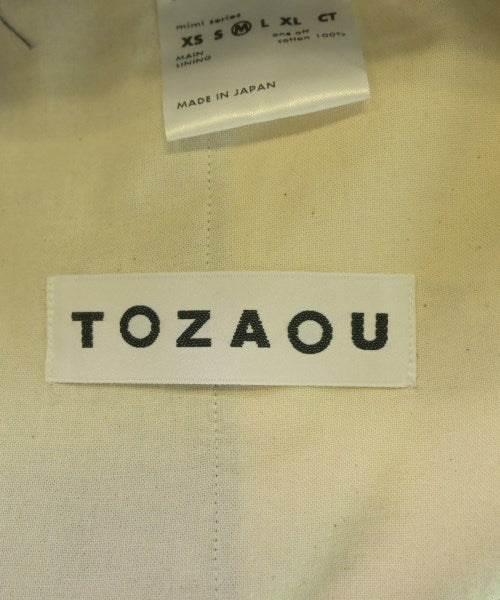 mimi series
XS S M L XL CT
MAIN one off
LINING cotton 100%
MADE IN JAPAN
TOZAOU